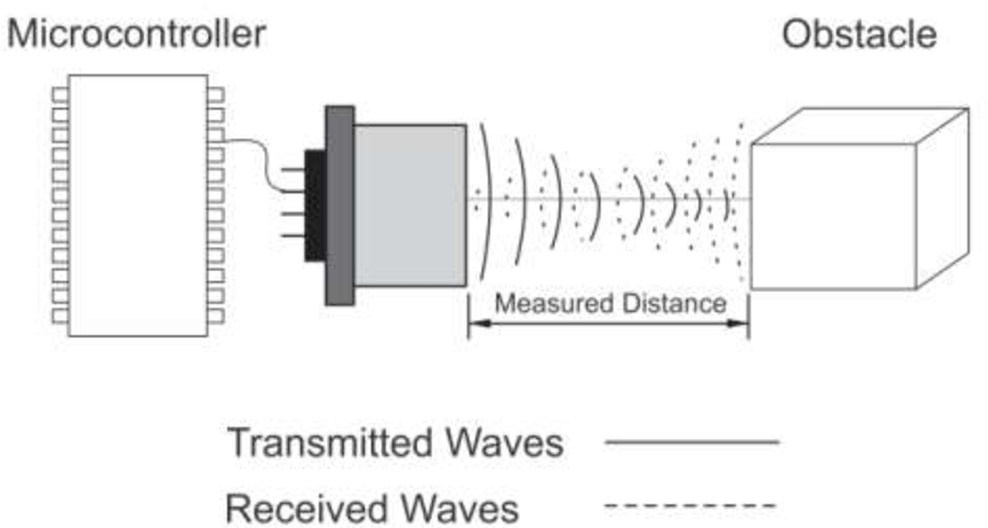 Microcontroller
Obstacle
Measured Distance
Transmitted Waves
Received Waves